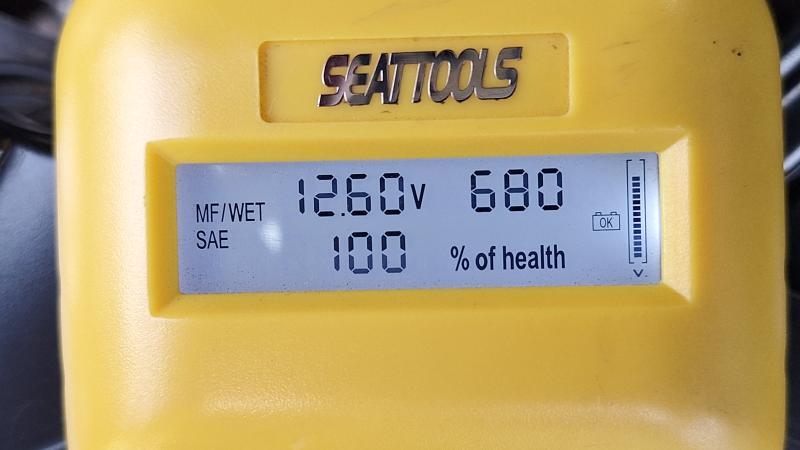 SEATTOOLS
MF/WET 12.60V 680
SAE 100 % of health
OK
V